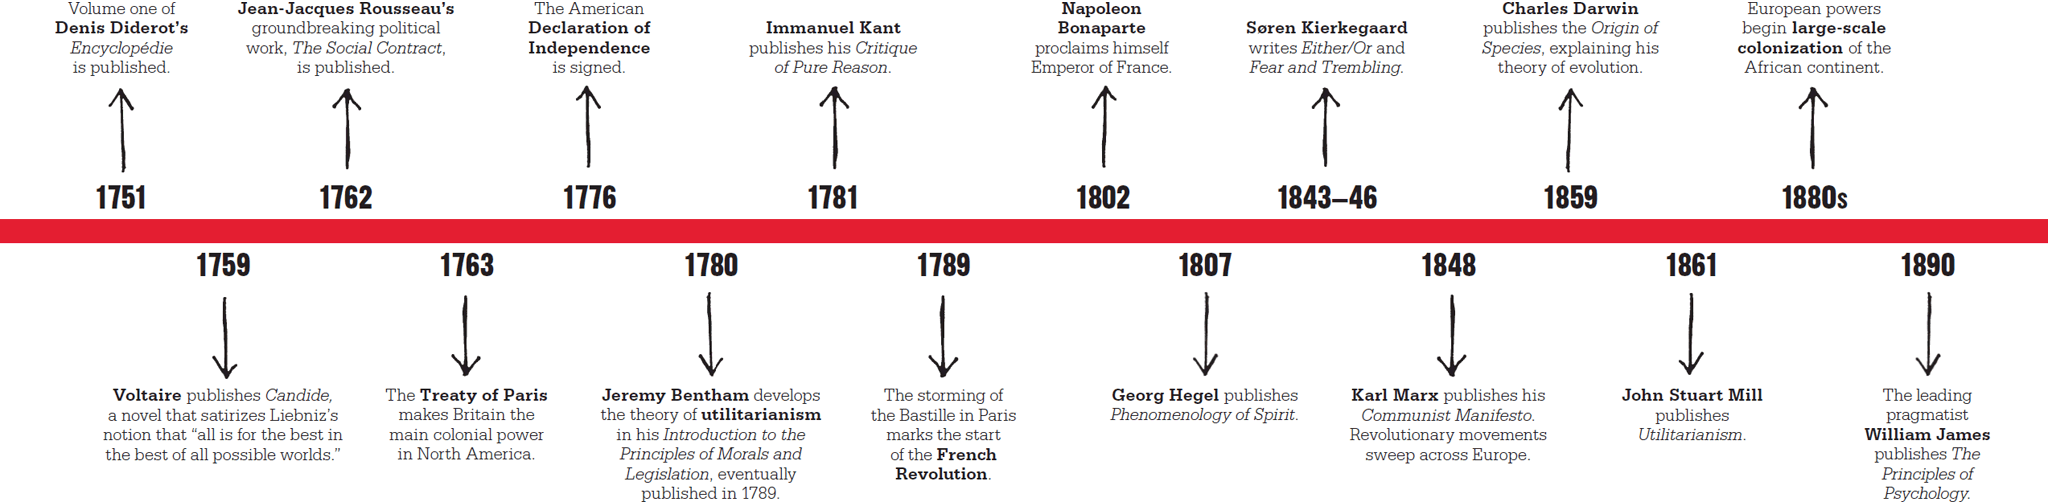 Volume one of
Denis Diderot's
Encyclopédie
is published.
Jean-Jacques Rousseau's
groundbreaking political
work, The Social Contract,
is published.
The American
Declaration of
Independence
is signed.
Immanuel Kant
publishes his Critique
of Pure Reason.
Napoleon
Bonaparte
proclaims himself
Emperor of France.
Søren Kierkegaard
writes Either/Or and
Fear and Trembling.
Charles Darwin
publishes the Origin of
Species, explaining his
theory of evolution.
European powers
begin large-scale
colonization of the
African continent.
1751
1762
1776
1781
1802
1843–46
1859
1880s
1759
1763
1780
1789
1807
1848
1861
1890
Voltaire publishes Candide,
a novel that satirizes Liebniz's
notion that “all is for the best in
the best of all possible worlds.”
The Treaty of Paris
makes Britain the
main colonial power
in North America.
Jeremy Bentham develops
the theory of utilitarianism
in his Introduction to the
Principles of Morals and
Legislation, eventually
published in 1789.
The storming of
the Bastille in Paris
marks the start
of the French
Revolution.
Georg Hegel publishes
Phenomenology of Spirit.
Karl Marx publishes his
Communist Manifesto.
Revolutionary movements
sweep across Europe.
John Stuart Mill
publishes
Utilitarianism.
The leading
pragmatist
William James
publishes The
Principles of
Psychology.